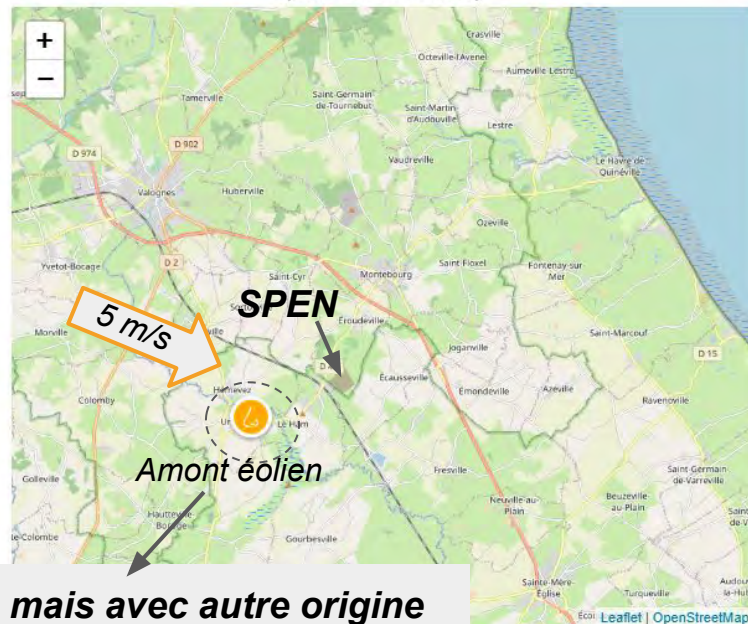 +
−
Crasville
Octeville-l'Avenel
Aumeville-Lestre
Tamerville
Saint-Germain
de-Tournebut
Saint-Martin
d'Audouville
Lestre
D 902
D 974
Vaudreville
Le Havre de
Quinéville
Valognes
Huberville
Ozeville
D 2
Yvetot-Bocage
Saint-Cyr
Montebourg
Saint-Floxel
Fontenay-sur
Mer
SPEN
5 m/s
Morville
Éroudeville
Saint-Marcouf
D 15
Joganville
Écausseville
Émondeville
Azeville
Ravenoville
Colomby
Hémevez
Le Ham
Amont éolien
Golleville
Fresville
Saint-Germain
de-Varreville
Hauttevi
Bocage
Neuville-au
Plain
Beuzeville
au-Plain
te-Colombe
Gourbesville
Sainte-Mère-
Église
Turqueville
mais avec autre origine
Leaflet | OpenStreetMap